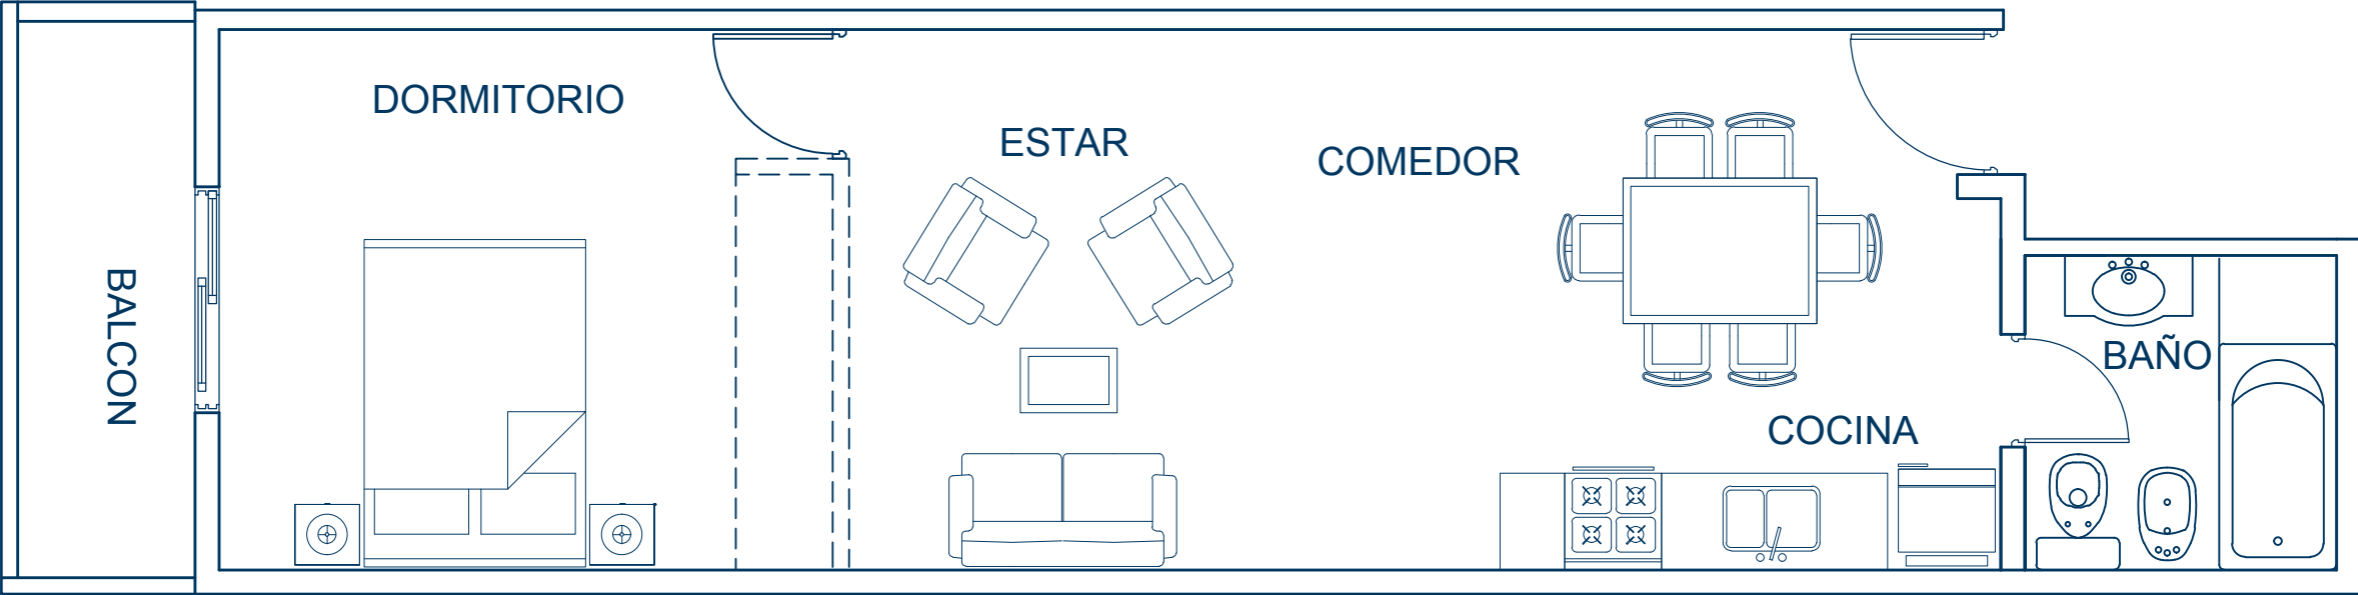 DORMITORIO
ESTAR
COMEDOR
BALCON
BAÑO
COCINA